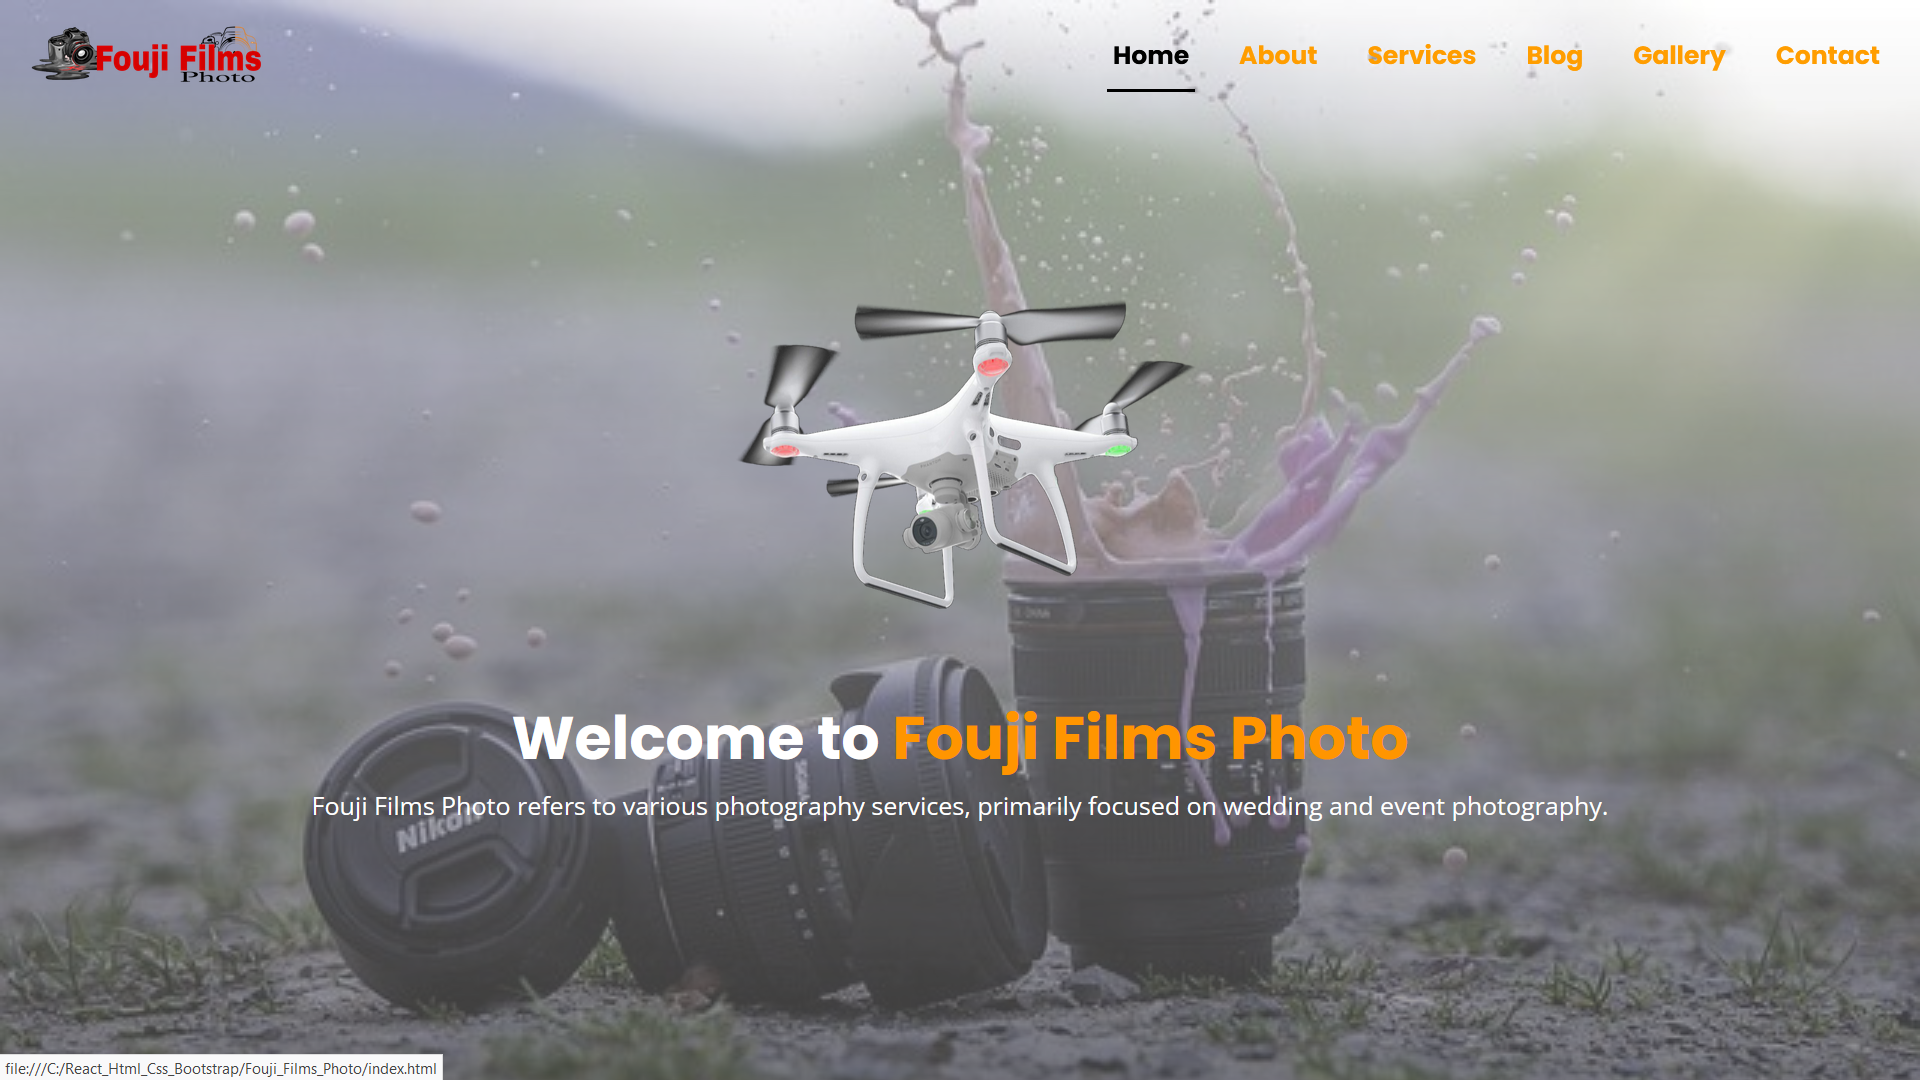 Fouji Films
Photo
Home About Services Blog Gallery Contact
Welcome to Fouji Films Photo
Fouji Films Photo refers to various photography services, primarily focused on wedding and event photography.
Nikon
file:///C:/React_Html_Css_Bootstrap/Fouji_Films_Photo/index.html